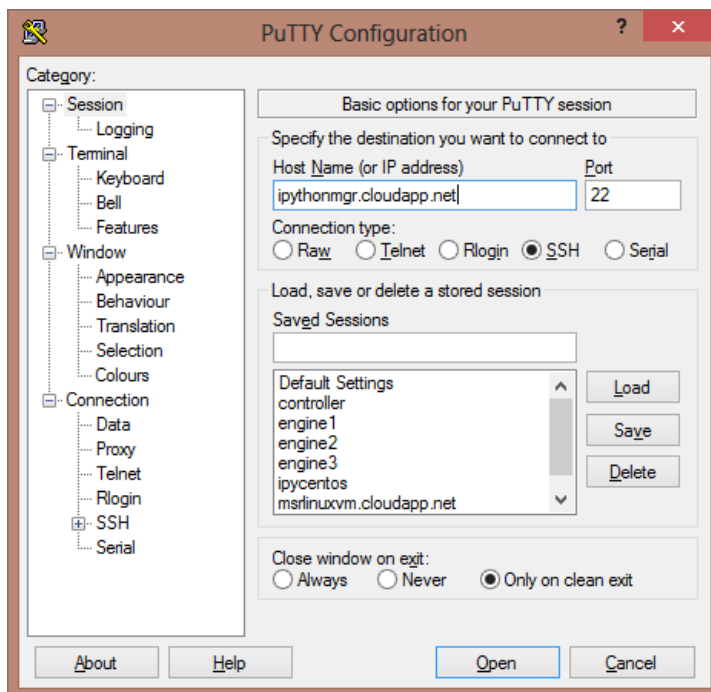 PuTTY Configuration ? ×
Category:
Session
Logging
Terminal
Keyboard
Bell
Features
Window
Appearance
Behaviour
Translation
Selection
Colours
Connection
Data
Proxy
Telnet
Rlogin
SSH
Serial
Basic options for your PuTTY session
Specify the destination you want to connect to
Host Name (or IP address) Port
ipythonmgr.cloudapp.net 22
Connection type:
Raw Telnet Rlogin SSH Serial
Load, save or delete a stored session
Saved Sessions
Default Settings
controller
engine1
engine2
engine3
ipycentos
msrlinuxvm.cloudapp.net
Load
Save
Delete
Close window on exit:
Always Never Only on clean exit
About Help Open Cancel